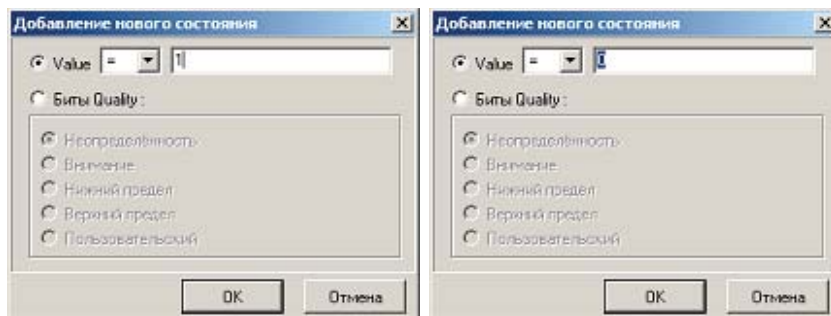 Добавление нового состояния
Value = 1
Биты Quality:
Неопределённость
Внимание
Нижний предел
Верхний предел
Пользовательский
OK Отмена
Добавление нового состояния
Value = 0
Биты Quality:
Неопределённость
Внимание
Нижний предел
Верхний предел
Пользовательский
OK Отмена